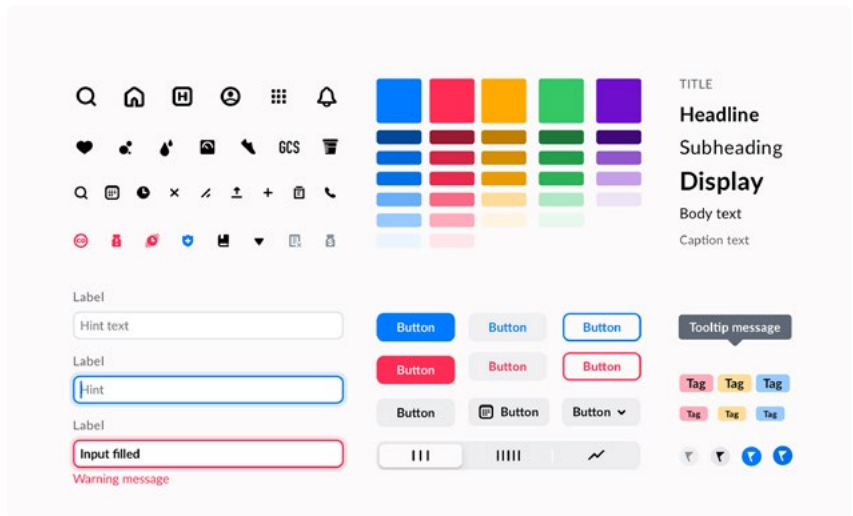 TITLE
Headline
Subheading
Display
Body text
Caption text
H
GCS
CO
Label
Hint text
Label
Hint
Label
Input filled
Warning message
Button Button Button
Button Button Button
Button Button Button
Tooltip message
Tag Tag Tag
Tag Tag Tag